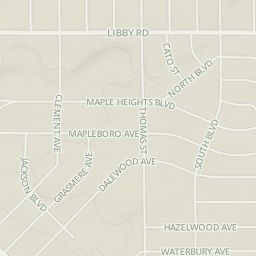 LIBBY RD
CATO ST
NORTH BLVD
MAPLE HEIGHTS BLVD
CLEMENT AVE
THOMAS ST
MAPLEBORO AVE
SOUTH BLVD
JACKSON BLVD
GRASMERE AVE
DALEWOOD AVE
HAZELWOOD AVE
WATERBURY AVE